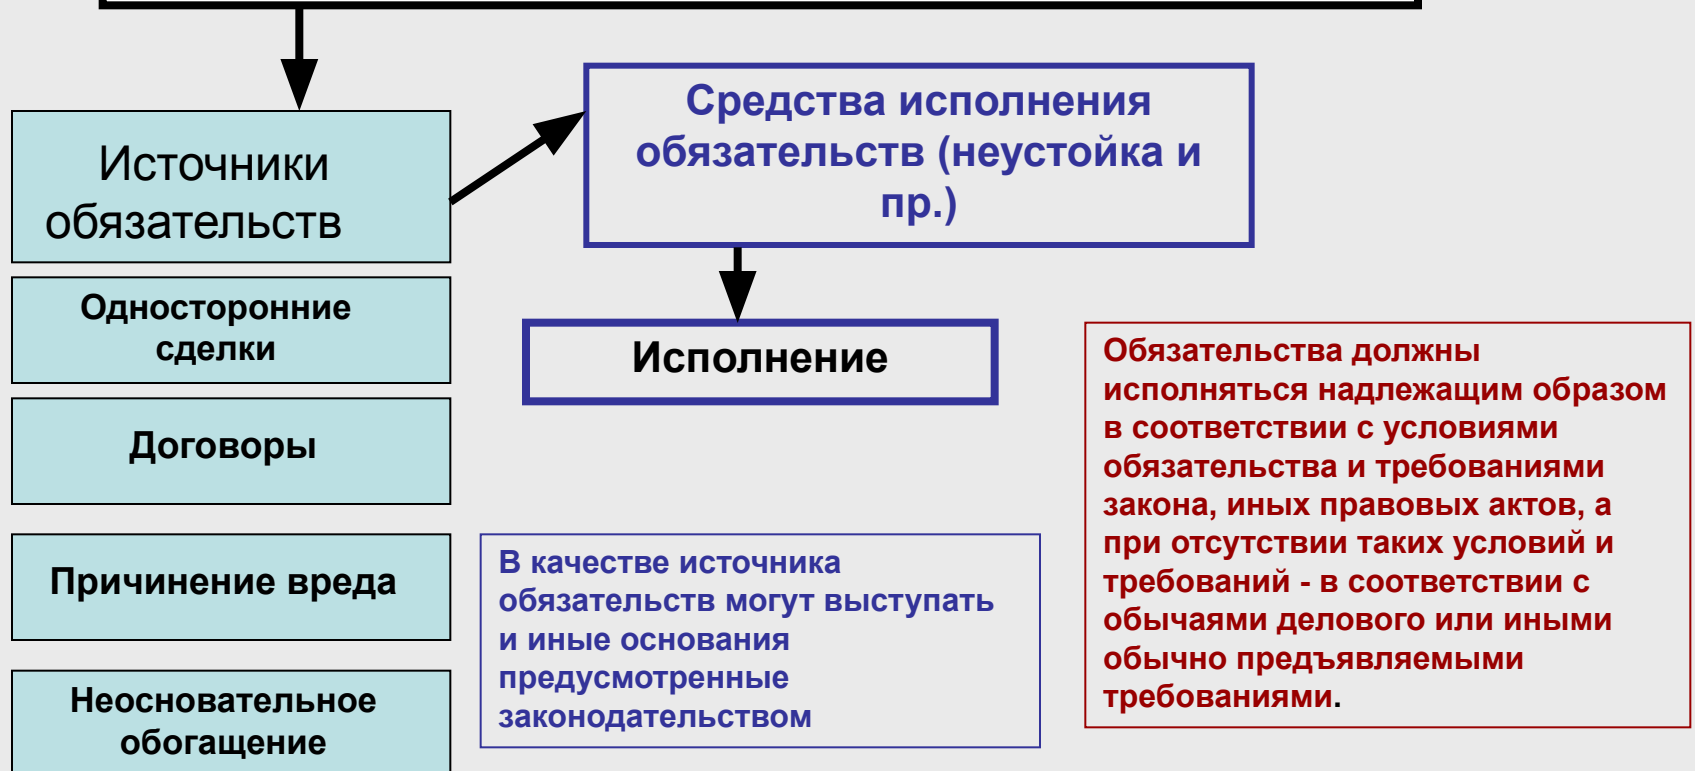 Источники
обязательств
Односторонние
сделки
Договоры
Причинение вреда
Неосновательное
обогащение
Средства исполнения
обязательств (неустойка и
пр.)
Исполнение
В качестве источника
обязательств могут выступать
и иные основания
предусмотренные
законодательством
Обязательства должны
исполняться надлежащим образом
в соответствии с условиями
обязательства и требованиями
закона, иных правовых актов, а
при отсутствии таких условий и
требований - в соответствии с
обычаями делового или иными
обычно предъявляемыми
требованиями.